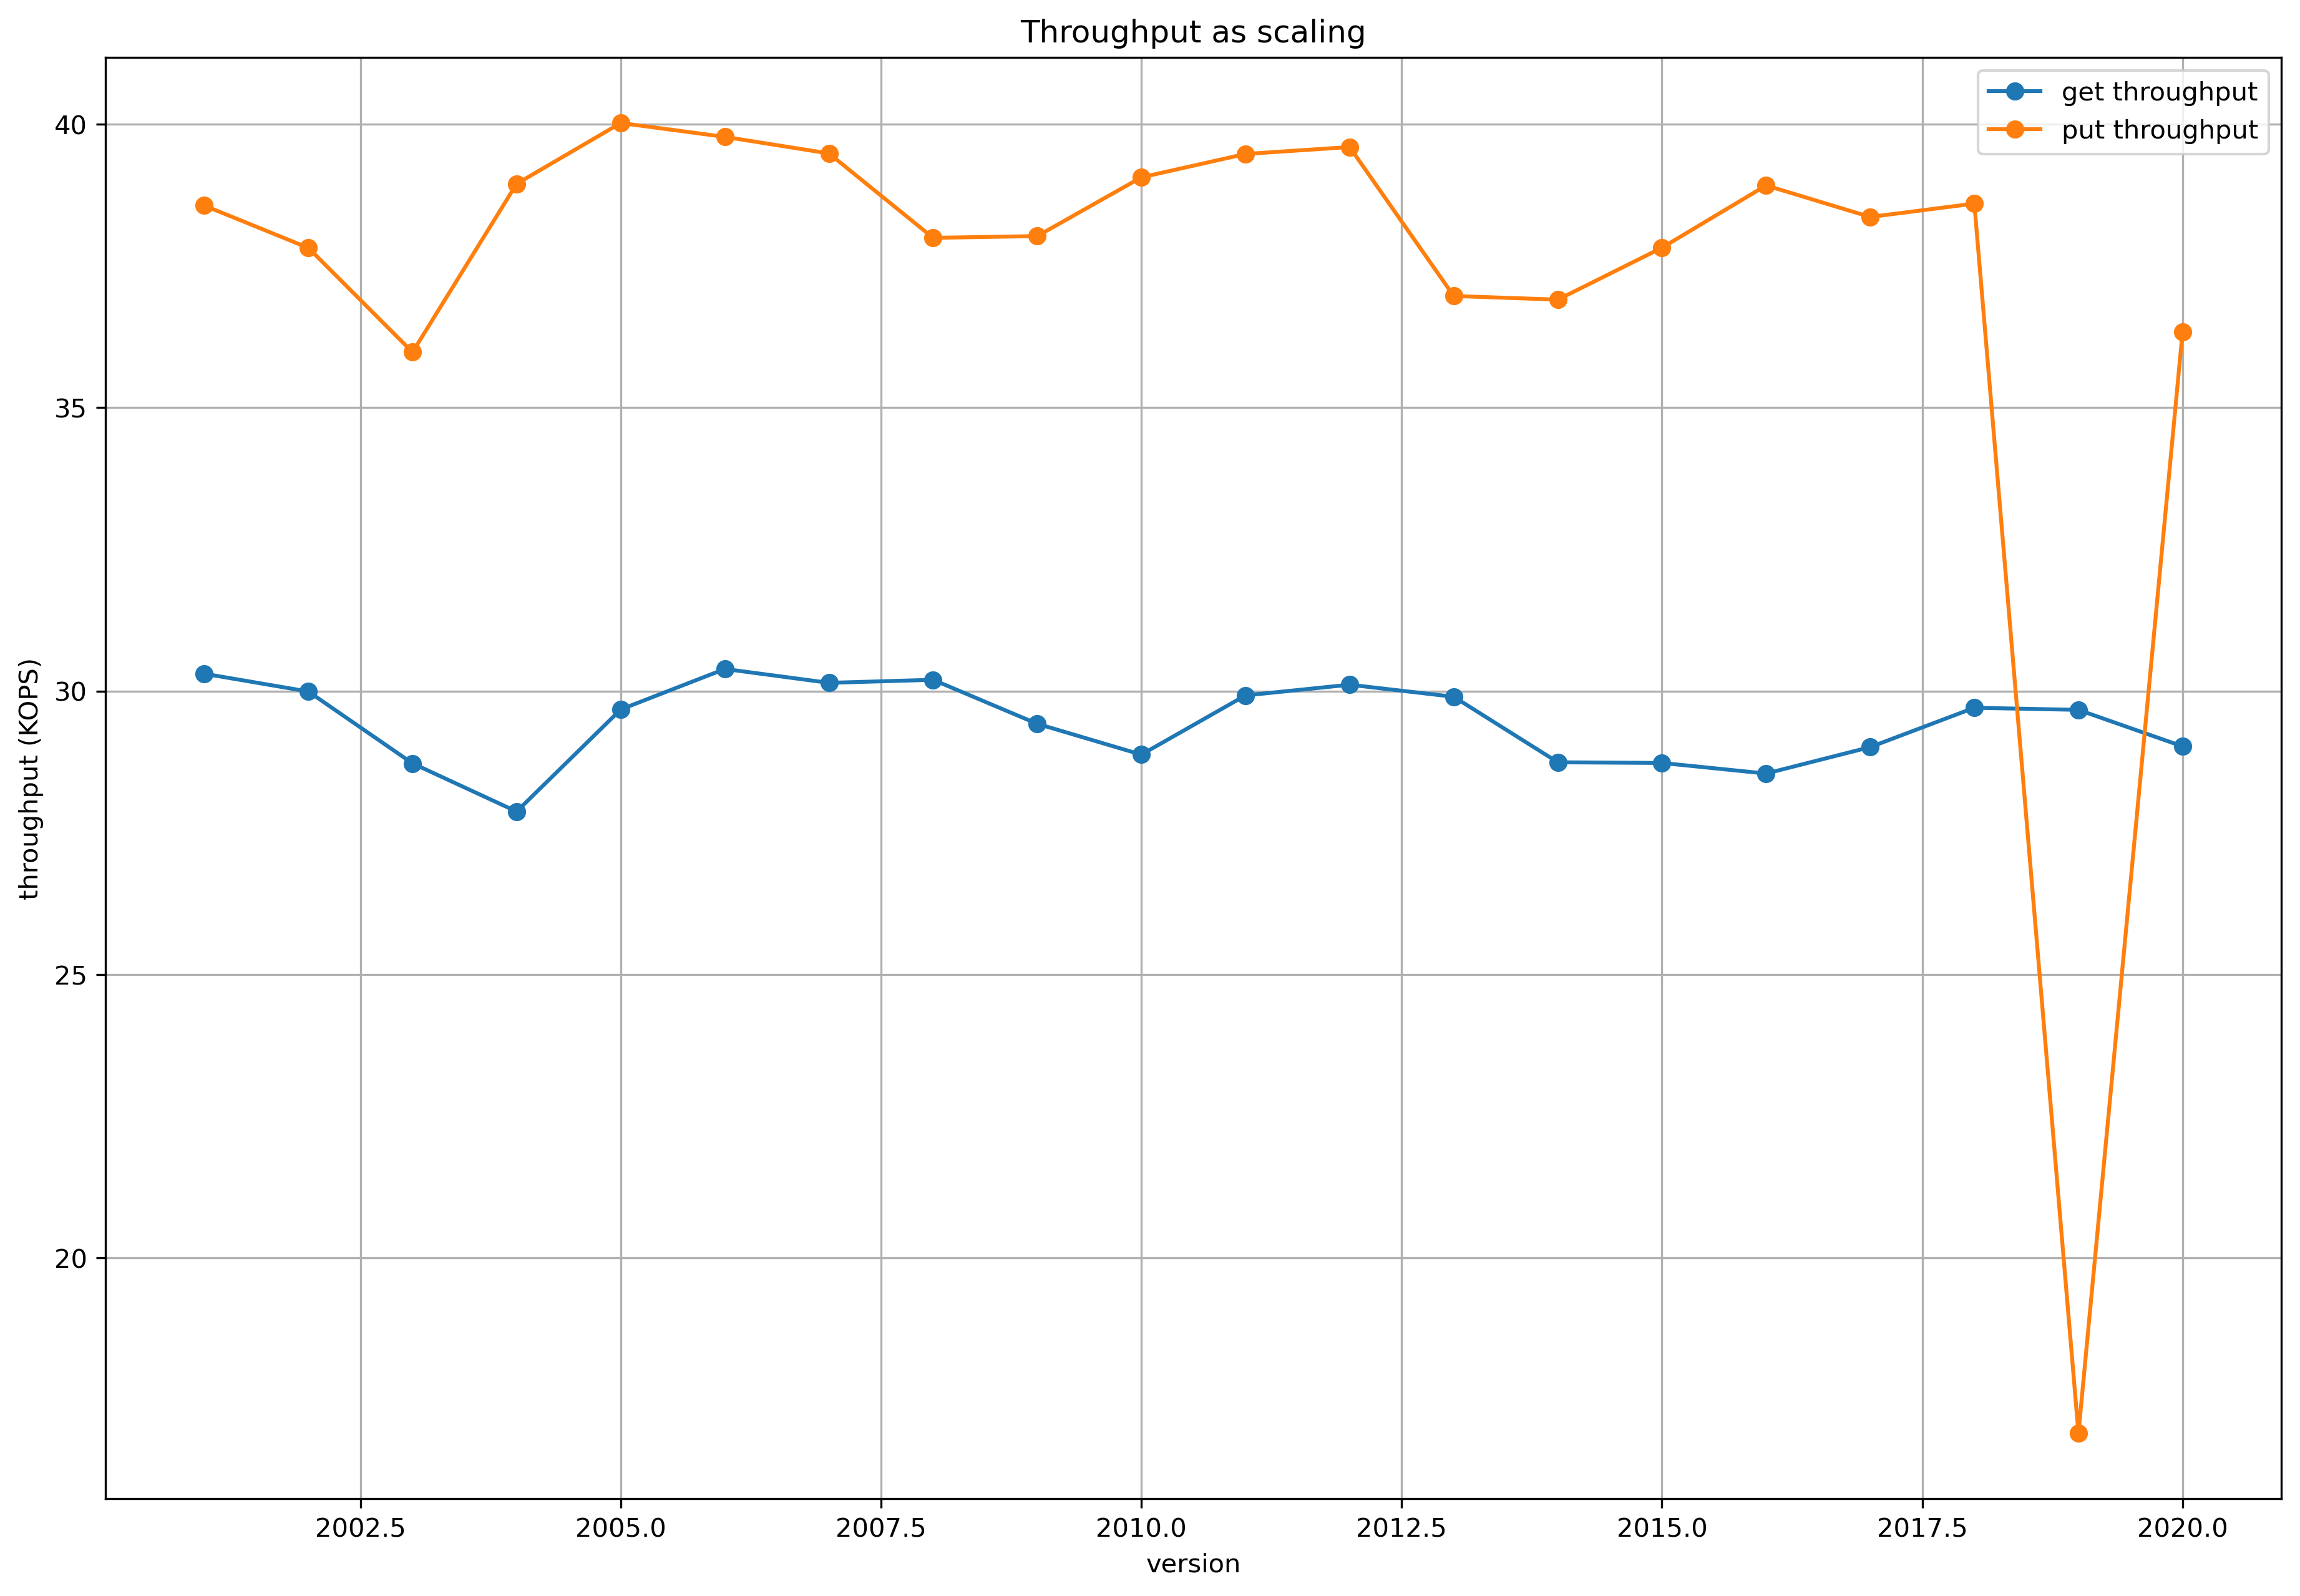 Throughput as scaling
get throughput
put throughput
40
35
30
25
20
throughput (KOPS)
2002.5 2005.0 2007.5 2010.0 2012.5 2015.0 2017.5 2020.0
version